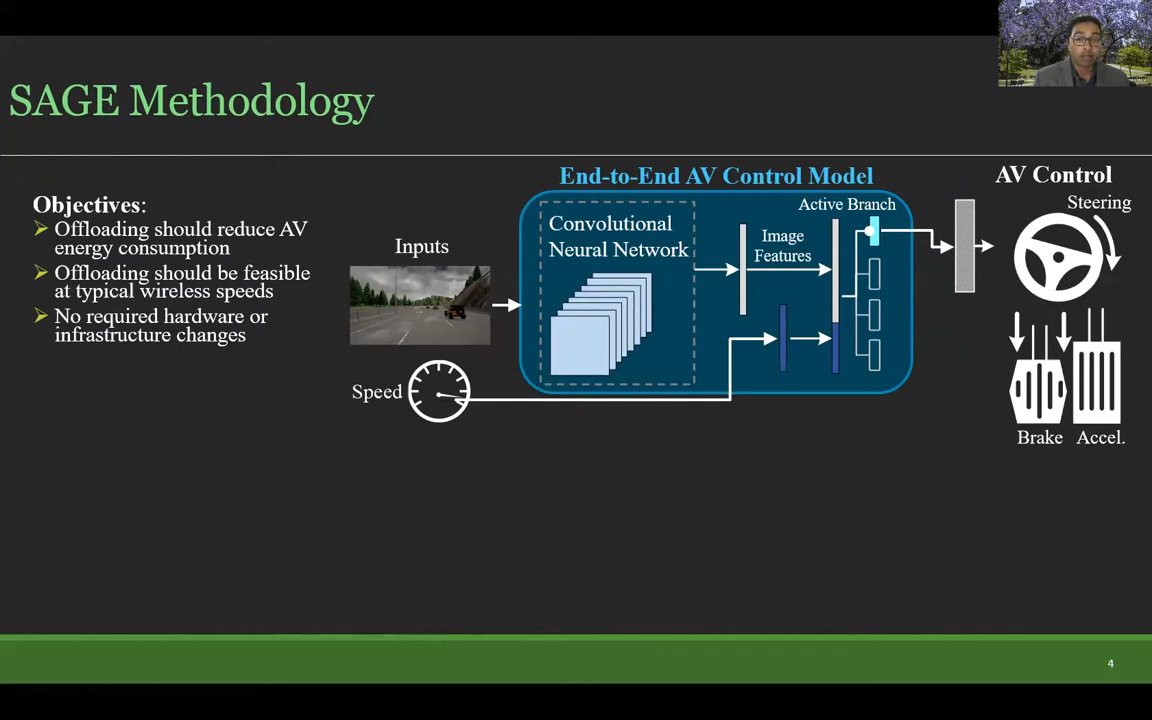 SAGE Methodology
Objectives:
Offloading should reduce AV
energy consumption
Offloading should be feasible
at typical wireless speeds
No required hardware or
infrastructure changes
Inputs
Speed
End-to-End AV Control Model
Convolutional
Neural Network
Image
Features
Active Branch
AV Control
Steering
Brake
Accel.
4